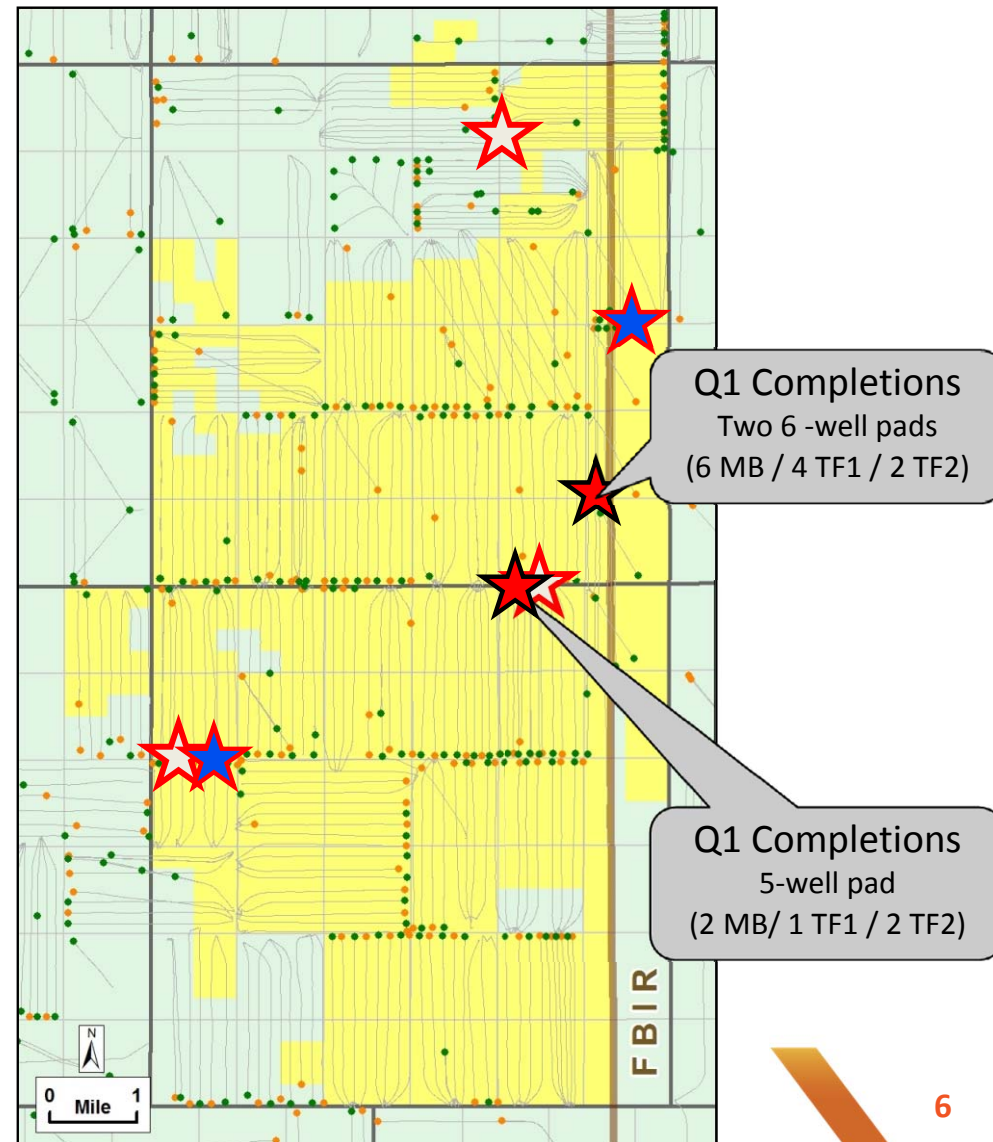 Q1 Completions
Two 6 -well pads
(6 MB / 4 TF1 / 2 TF2)
Q1 Completions
5-well pad
(2 MB/ 1 TF1 / 2 TF2)
FBIR
N
0 1
Mile
6